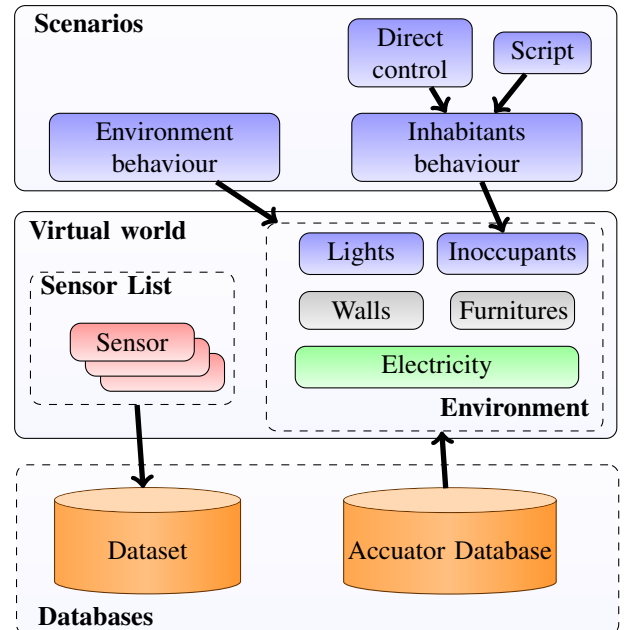 Scenarios
Direct
control
Script
Environment
behaviour
Inhabitants
behaviour
Virtual world
Lights
Inoccupants
Sensor List
Walls
Furnitures
Sensor
Electricity
Environment
Dataset
Accuator Database
Databases